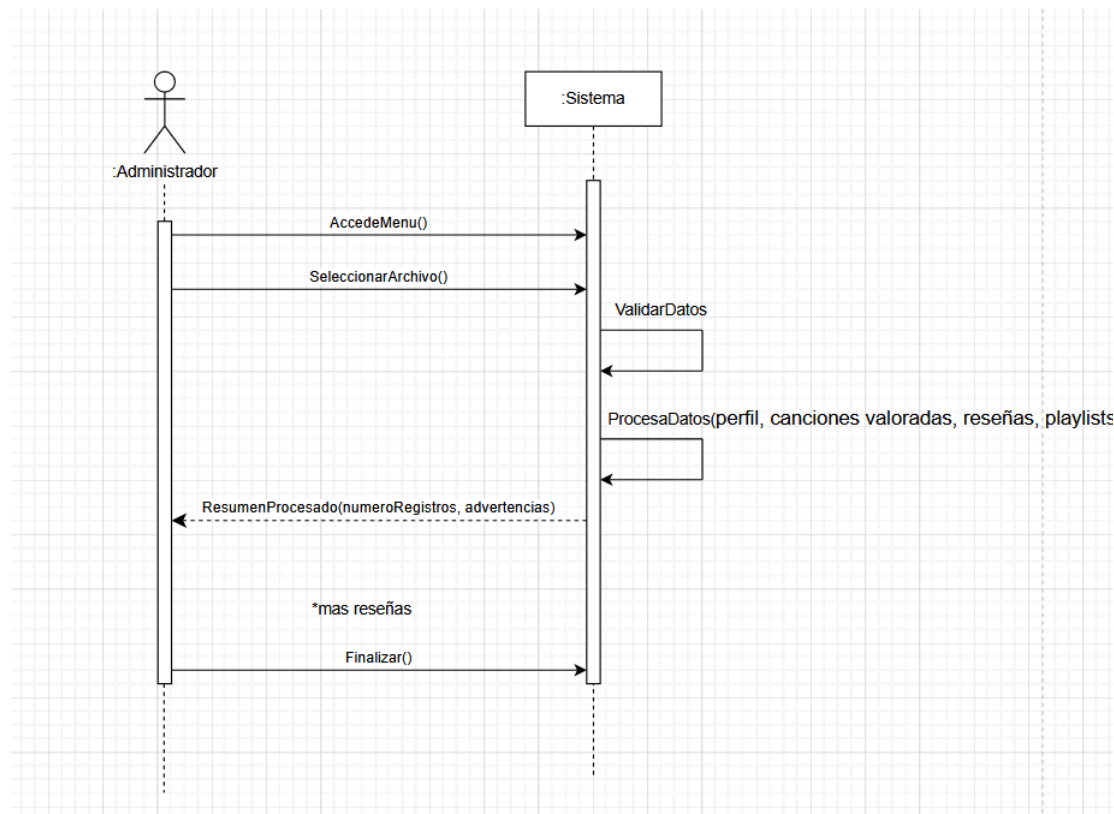 :Sistema
:Administrador
AccedeMenu()
SeleccionarArchivo()
ValidarDatos
ProcesaDatos(perfil, canciones valoradas, reseñas, playlists
ResumenProcesado(numeroRegistros, advertencias)
*mas reseñas
Finalizar()